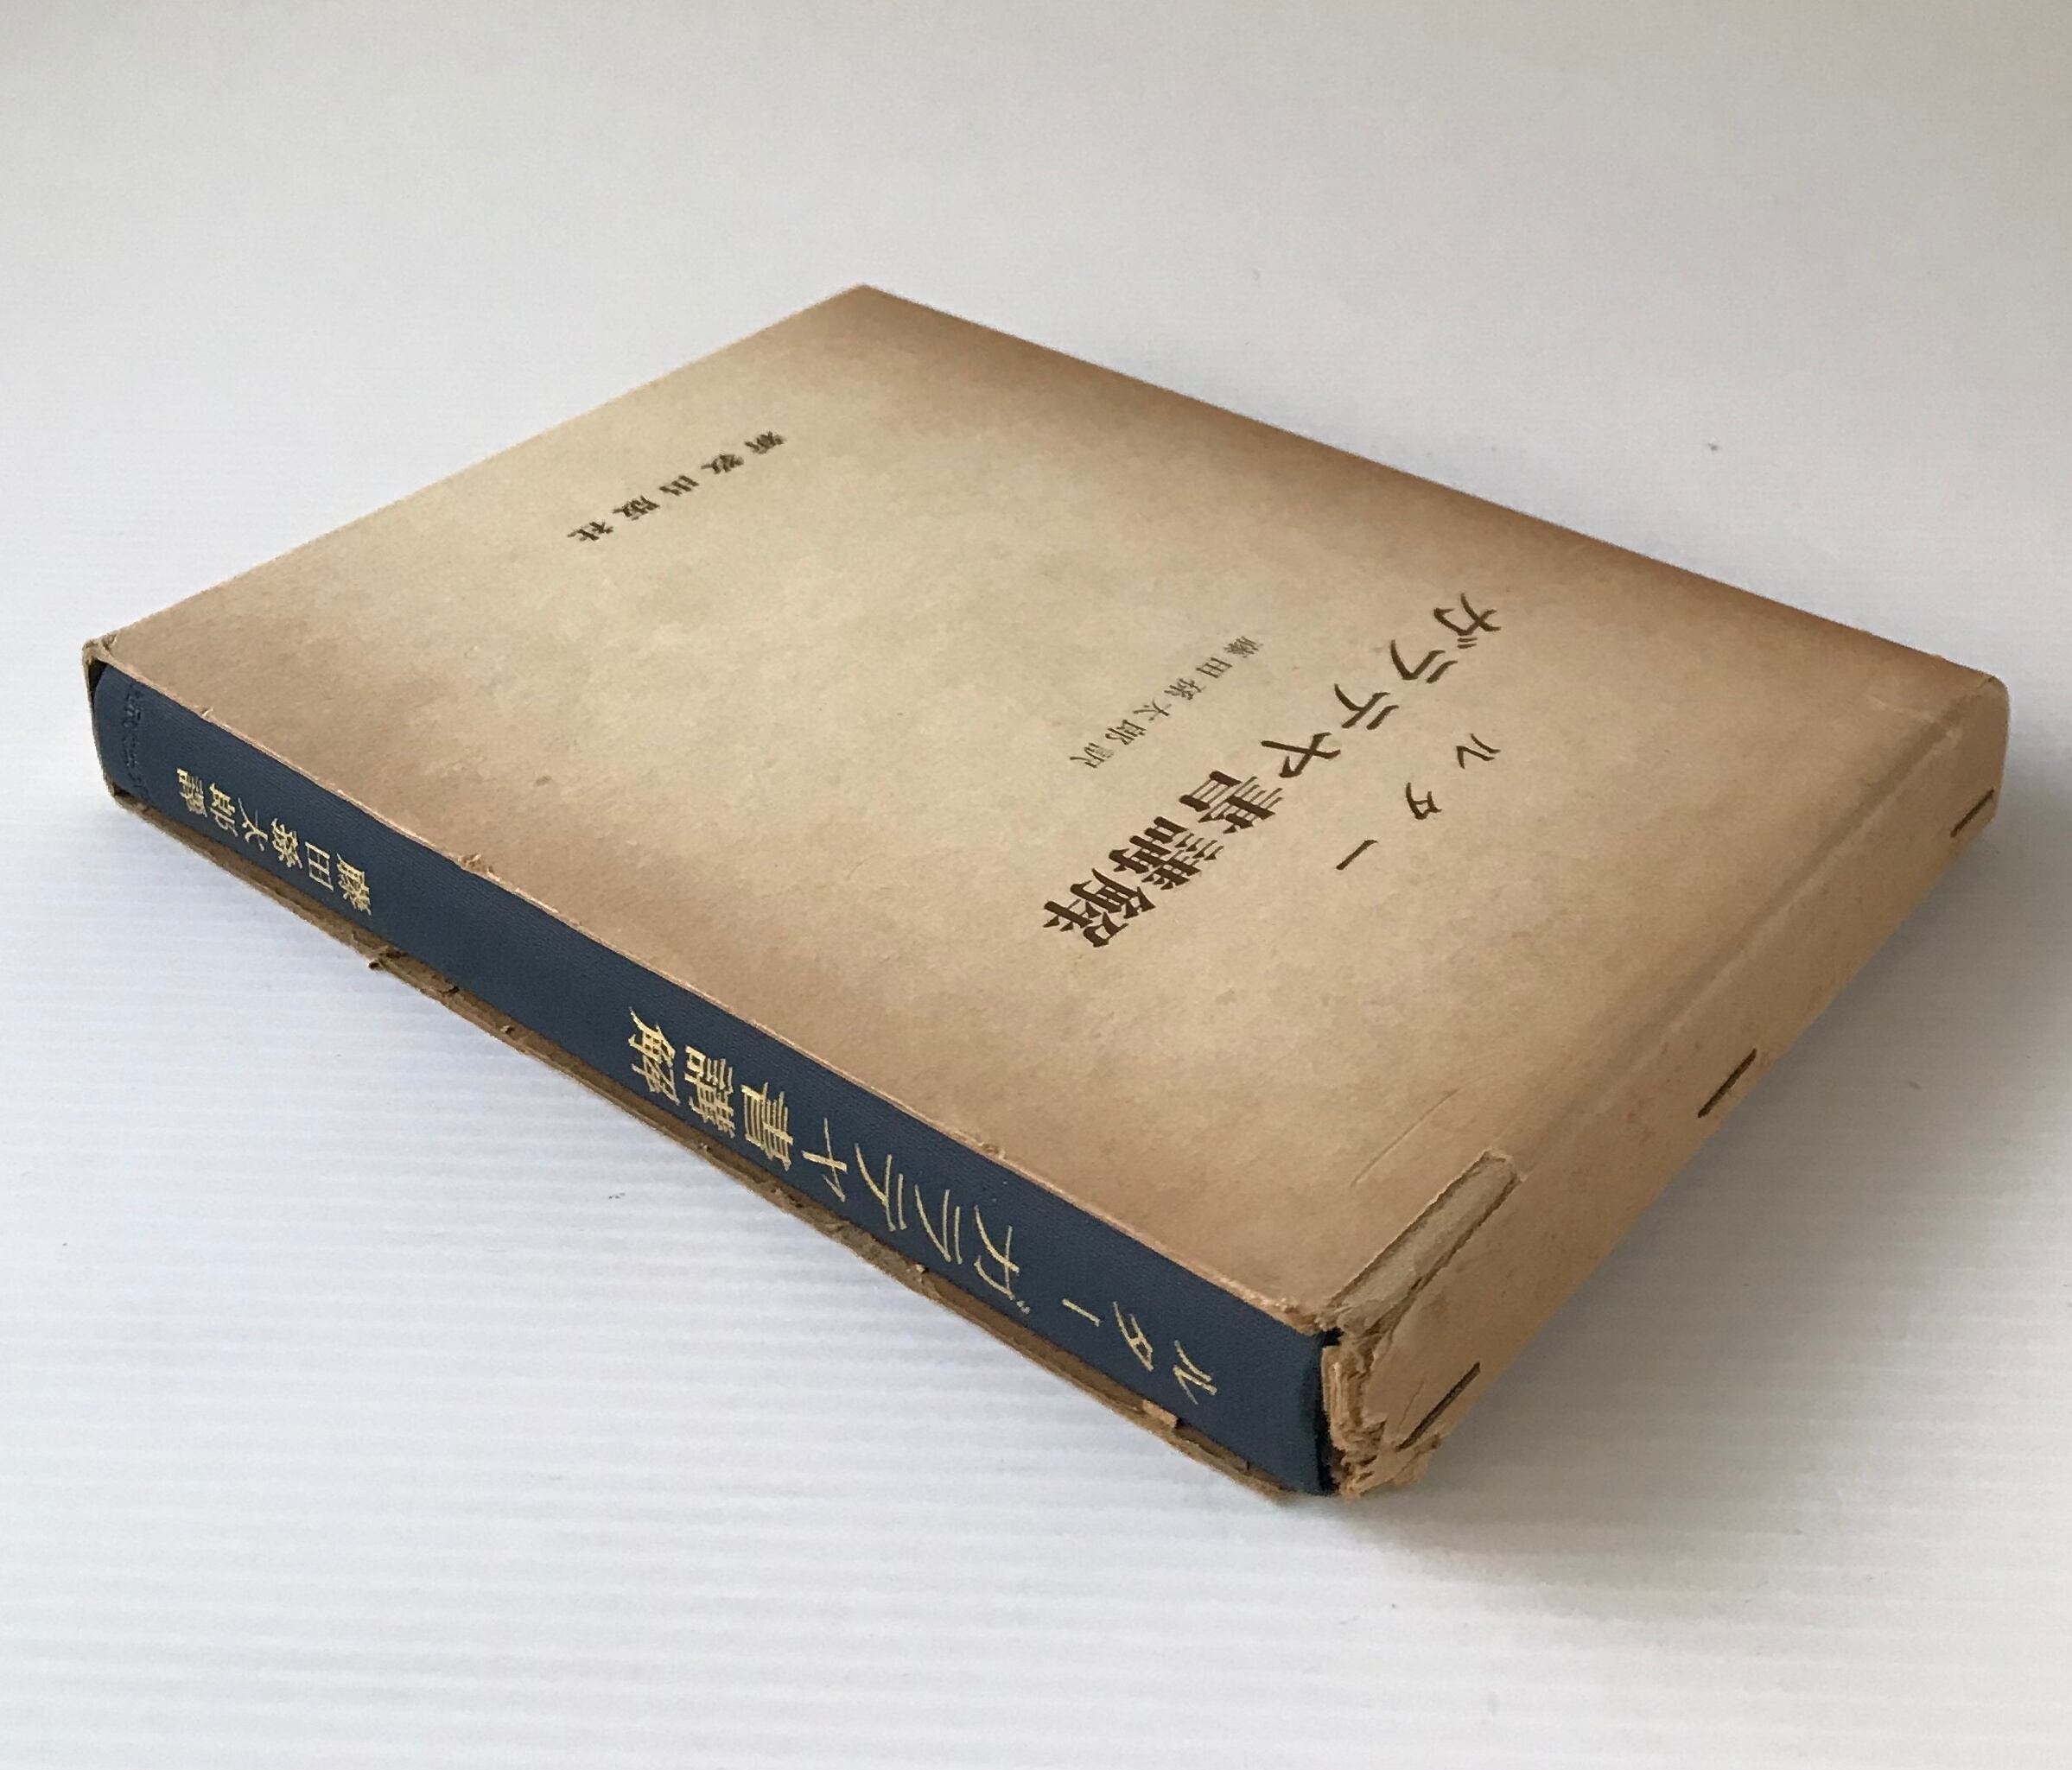 ルター
ガラテヤ書講解
藤田孫太郎訳
新教出版社
ルター
ガラテヤ書講解
藤田孫太郎譯